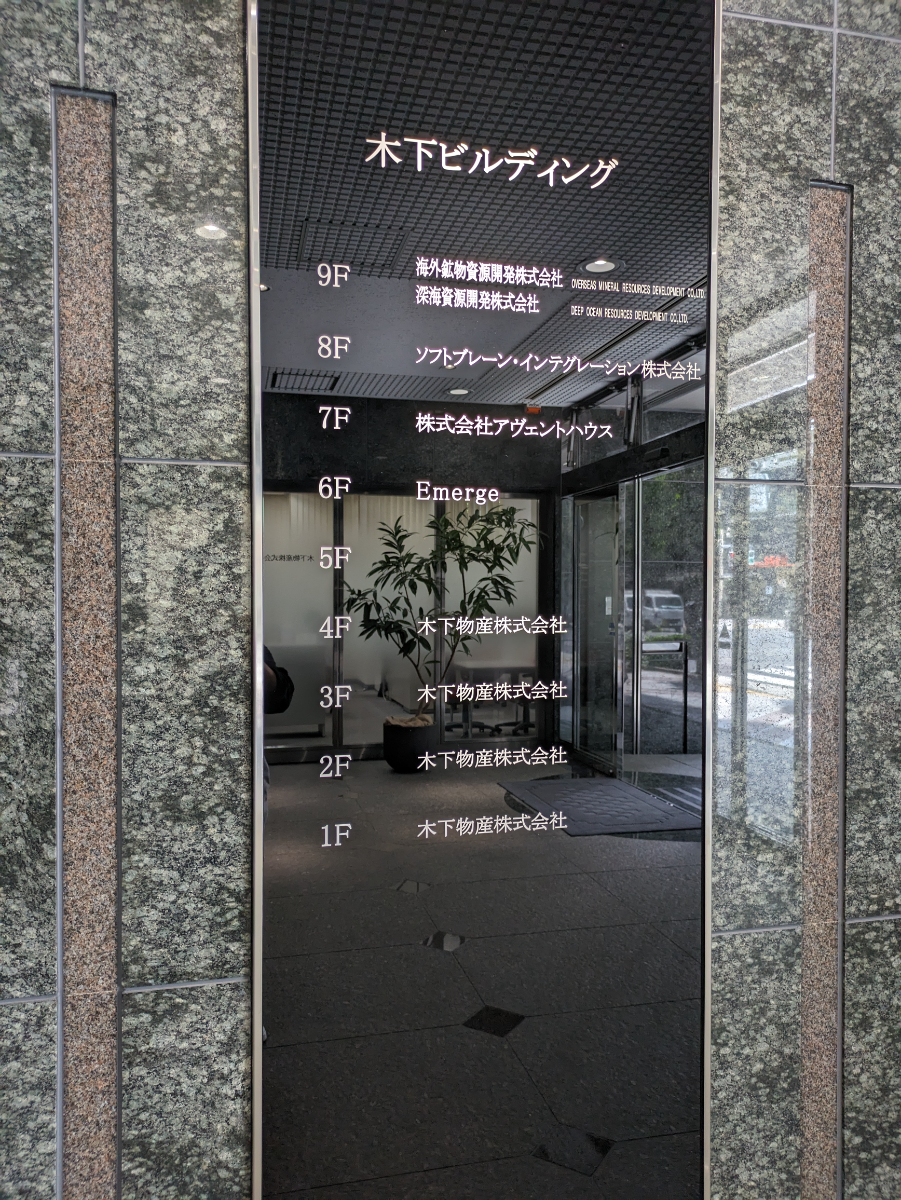 木下ビルディング
9F 海外鉱物資源開発株式会社 OVERSEAS MINERAL RESOURCES DEVELOPMENT CO.,LTD.
深海資源開発株式会社 DEEP OCEAN RESOURCES DEVELOPMENT CO.,LTD.
8F ソフトブレーン・インテグレーション株式会社
7F 株式会社アヴェントハウス
6F Emerge
5F
4F 木下物産株式会社
3F 木下物産株式会社
2F 木下物産株式会社
1F 木下物産株式会社